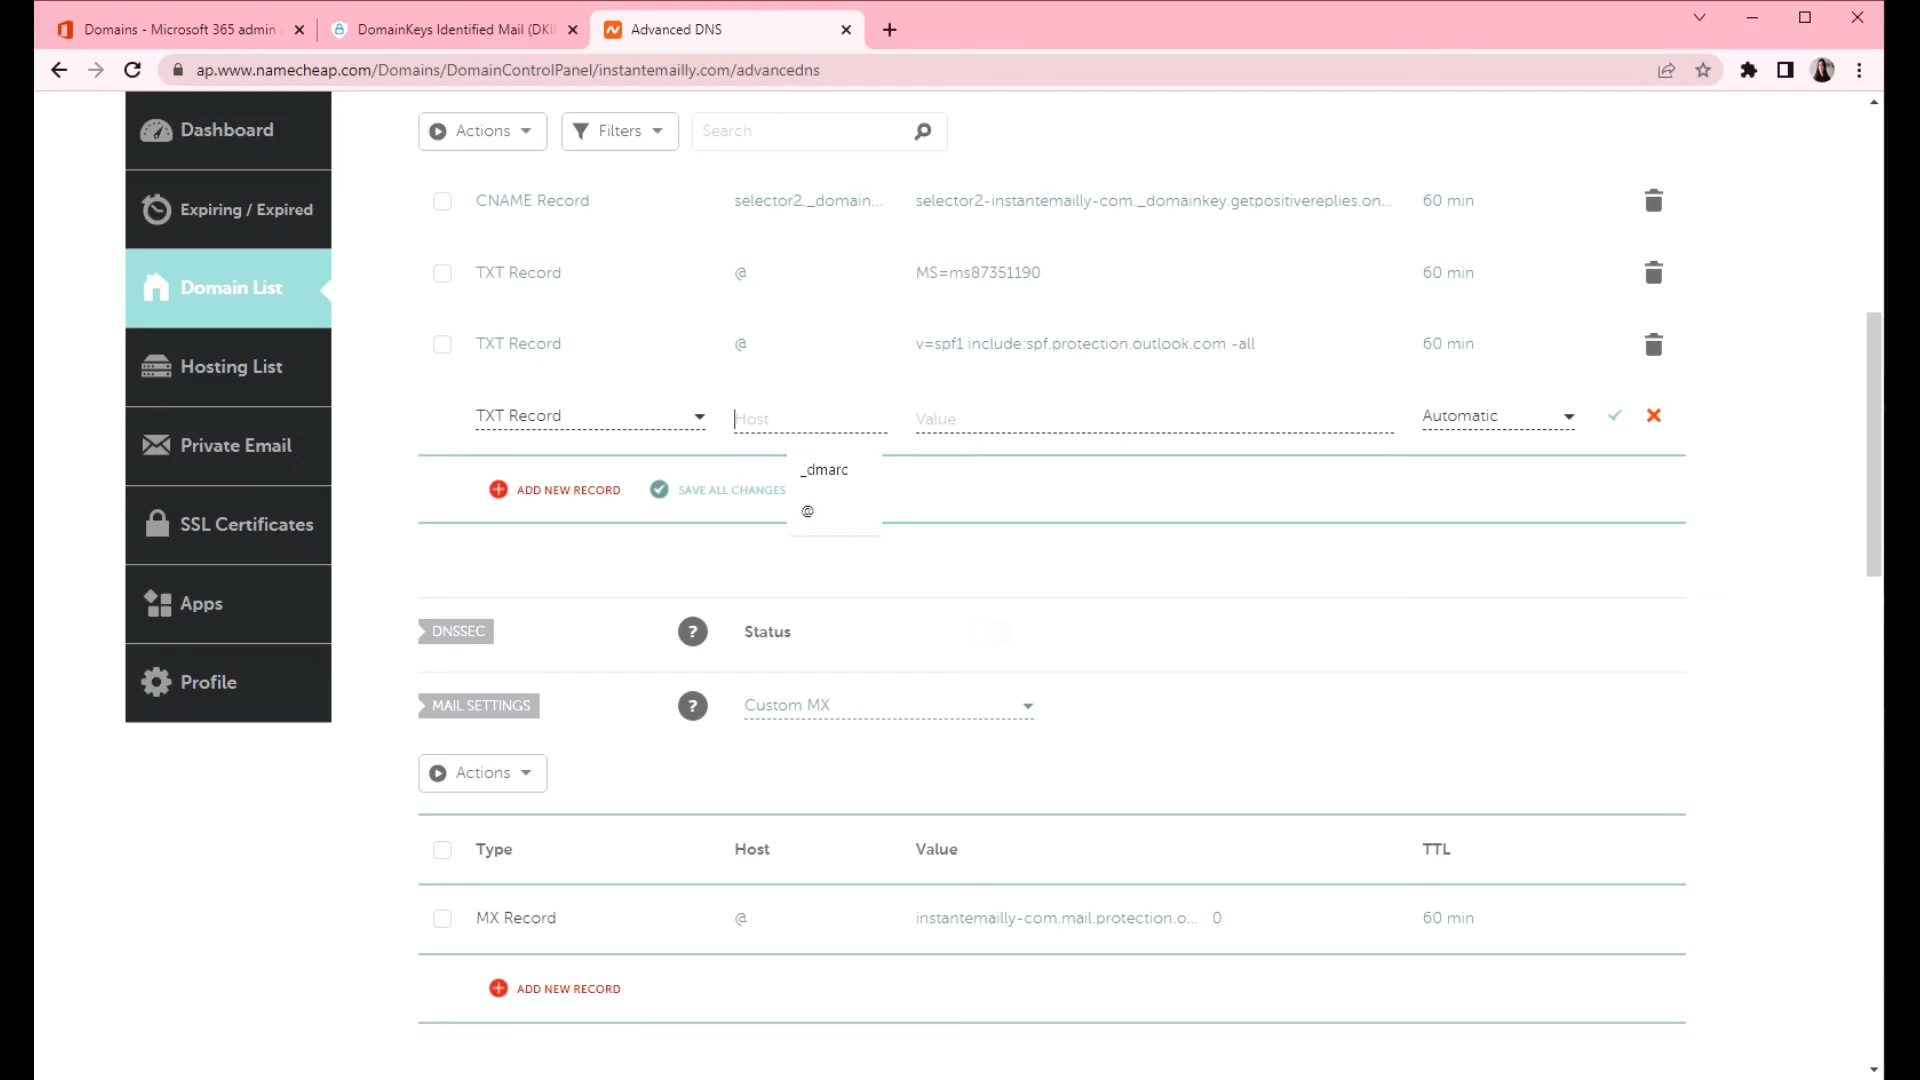 Domains - Microsoft 365 admin
DomainKeys Identified Mail (DKI
Advanced DNS
ap.www.namecheap.com/Domains/DomainControlPanel/instantemailly.com/advanceddns
Dashboard
Expiring / Expired
Domain List
Hosting List
Private Email
SSL Certificates
Apps
Profile
Actions
Filters
Search
CNAME Record selector2._domain... selector2-instantemailly-com._domainkey.getpositivereplies.on... 60 min
TXT Record @ MS=ms87351190 60 min
TXT Record @ v=spf1 include:spf.protection.outlook.com -all 60 min
TXT Record Host Value Automatic
_dmarc
@
ADD NEW RECORD SAVE ALL CHANGES
DNSSEC ? Status
MAIL SETTINGS ? Custom MX
Actions
Type Host Value TTL
MX Record @ instantemailly-com.mail.protection.o... 0 60 min
ADD NEW RECORD